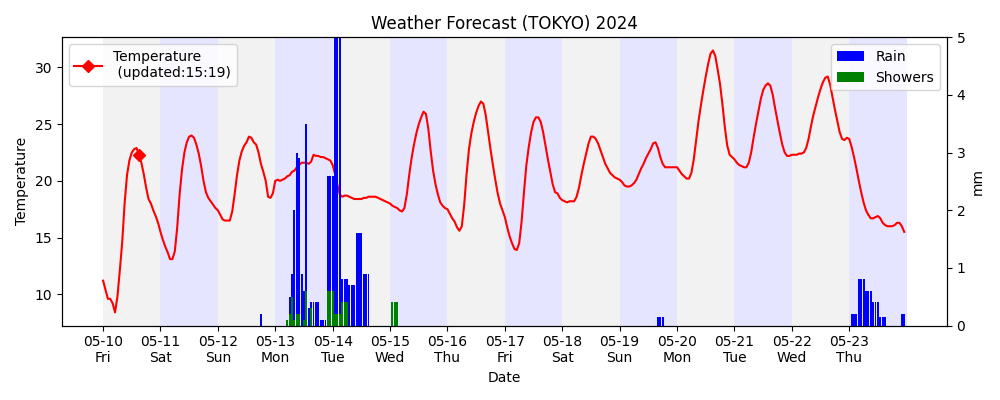 Weather Forecast (TOKYO) 2024
Temperature
(updated:15:19)
Rain
Showers
Temperature
30
25
20
15
10
5
4
3
2
1
0
mm
05-10 05-11 05-12 05-13 05-14 05-15 05-16 05-17 05-18 05-19 05-20 05-21 05-22 05-23
Fri Sat Sun Mon Tue Wed Thu Fri Sat Sun Mon Tue Wed Thu
Date